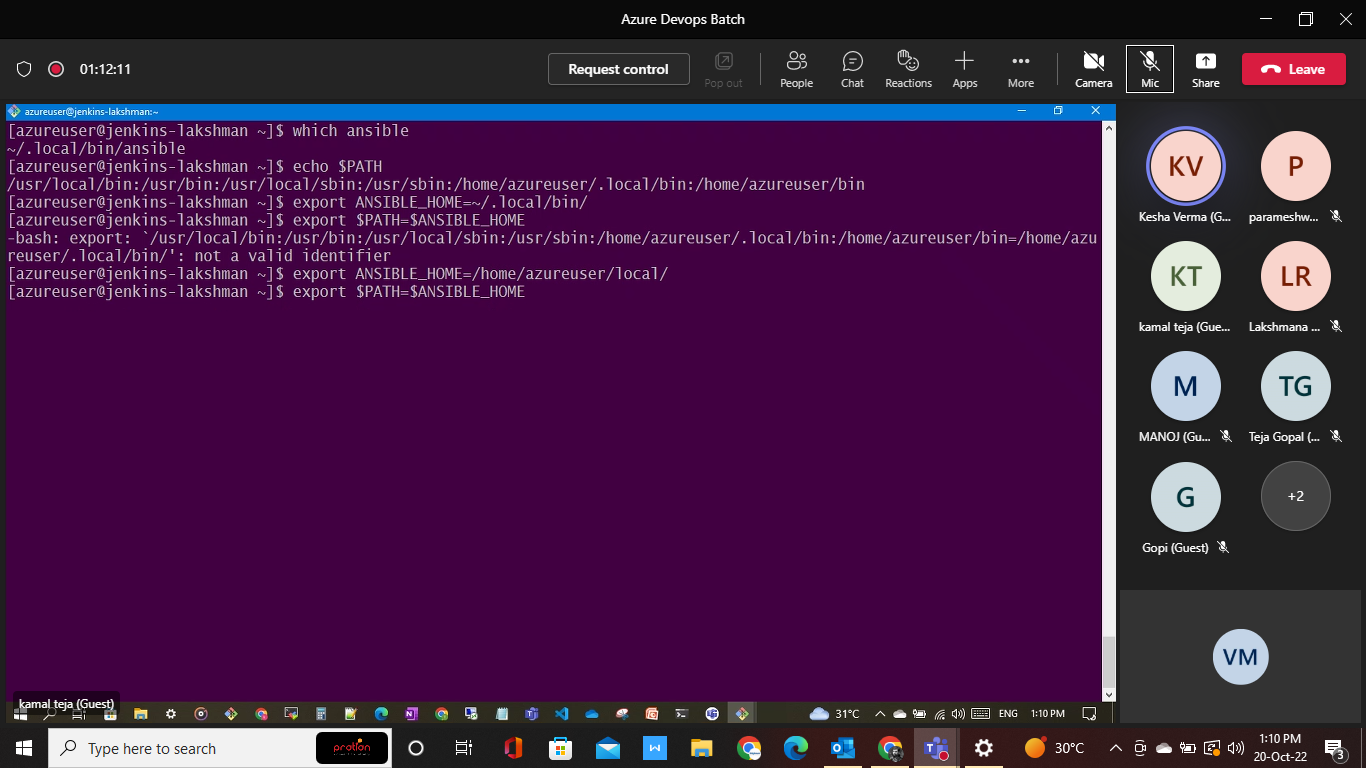 Azure Devops Batch
01:12:11
Request control
Pop out
People
Chat
Reactions
Apps
More
Camera
Mic
Share
Leave
azureuser@jenkins-lakshman:~
[azureuser@jenkins-lakshman ~]$ which ansible
~/.local/bin/ansible
[azureuser@jenkins-lakshman ~]$ echo $PATH
/usr/local/bin:/usr/bin:/usr/local/sbin:/usr/sbin:/home/azureuser/.local/bin:/home/azureuser/bin
[azureuser@jenkins-lakshman ~]$ export ANSIBLE_HOME=~/.local/bin/
[azureuser@jenkins-lakshman ~]$ export $PATH=$ANSIBLE_HOME
-bash: export: `/usr/local/bin:/usr/bin:/usr/local/sbin:/usr/sbin:/home/azureuser/.local/bin:/home/azureuser/bin=/home/azu
reuser/.local/bin/': not a valid identifier
[azureuser@jenkins-lakshman ~]$ export ANSIBLE_HOME=/home/azureuser/local/
[azureuser@jenkins-lakshman ~]$ export $PATH=$ANSIBLE_HOME
KV
P
Kesha Verma (G...
parameshw...
KT
LR
kamal teja (Gue...
Lakshmana ...
M
TG
MANOJ (Gu...
Teja Gopal (...
G
+2
Gopi (Guest)
VM
kamal teja (Guest)
31°C
ENG
1:10 PM
Type here to search
30°C
1:10 PM
20-Oct-22
3